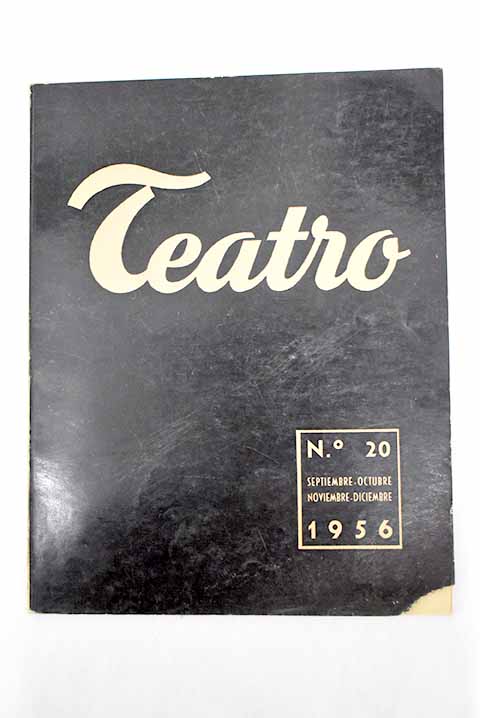 Teatro
N.º 20
SEPTIEMBRE-OCTUBRE
NOVIEMBRE-DICIEMBRE
1956